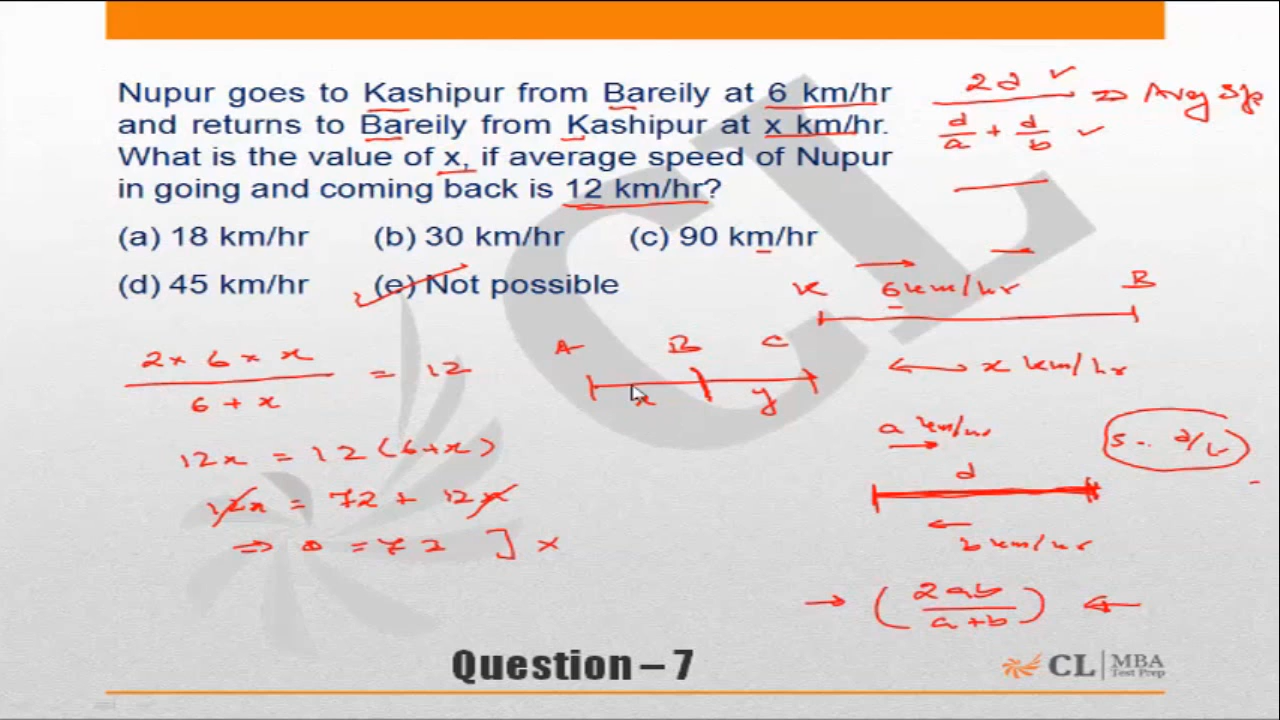 Nupur goes to Kashipur from Bareily at 6 km/hr
and returns to Bareily from Kashipur at x km/hr.
What is the value of x, if average speed of Nupur
in going and coming back is 12 km/hr?
(a) 18 km/hr (b) 30 km/hr (c) 90 km/hr
(d) 45 km/hr (e) Not possible
2d
d/a + d/b ⇒ Avg Spe
K 6 km/hr B
x km/hr
A B C
x y
2 × 6 × x / 6 + x = 12
12x = 12 (6+x)
12x = 72 + 12x
⇒ 0 = 72 ] ×
a km/hr
d
b km/hr
→ (2ab / a+b) ←
CL
Question – 7
CL MBA
Test Prep